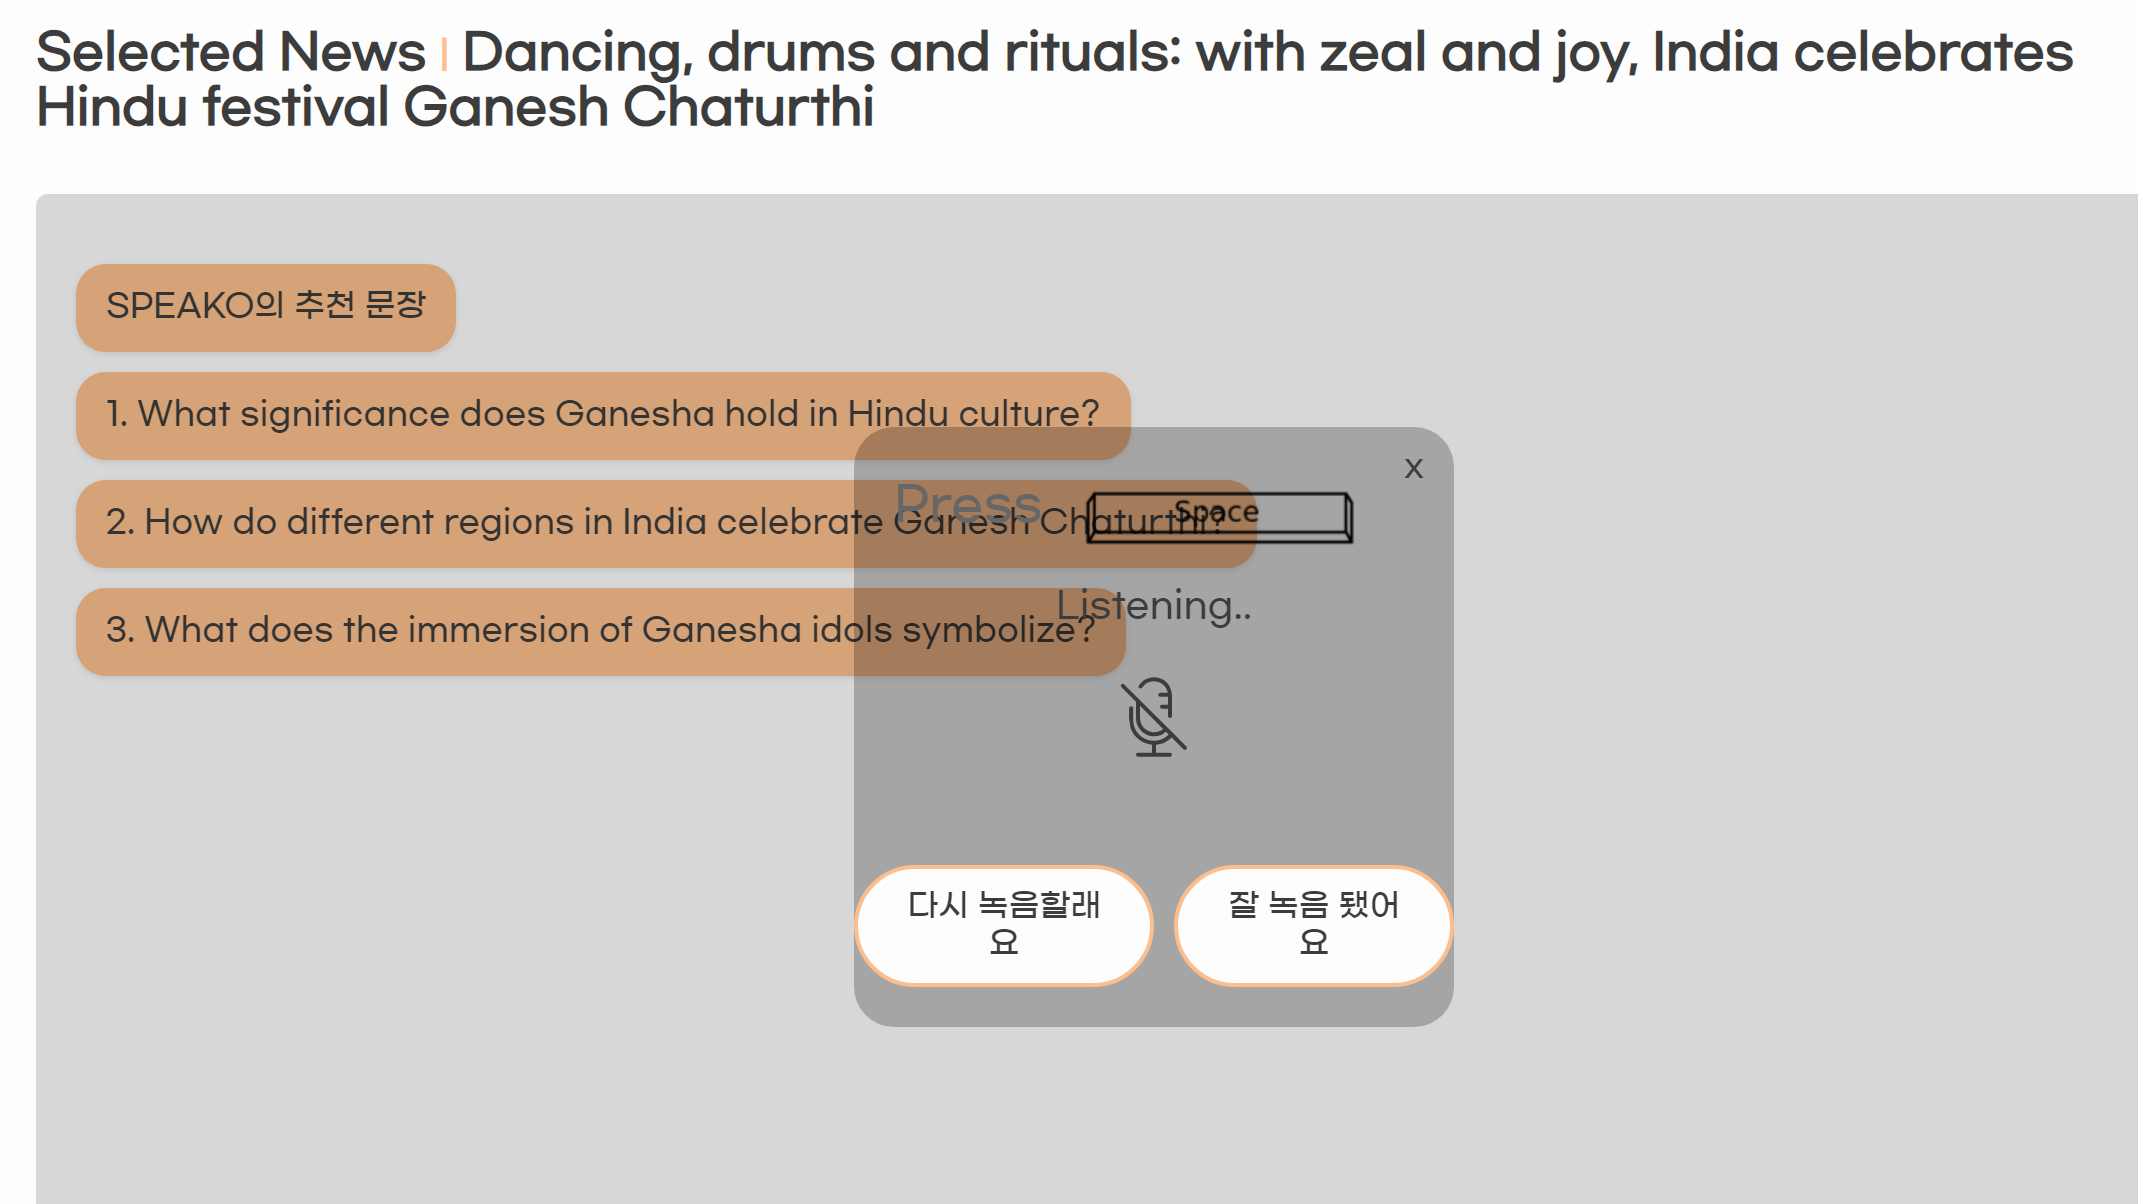 Selected News | Dancing, drums and rituals: with zeal and joy, India celebrates
Hindu festival Ganesh Chaturthi
SPEAKO의 추천 문장
1. What significance does Ganesha hold in Hindu culture?
2. How do different regions in India celebrate Ganesh Chaturthi?
3. What does the immersion of Ganesha idols symbolize?
x
Press Space
Listening..
다시 녹음할래
요
잘 녹음 됐어
요